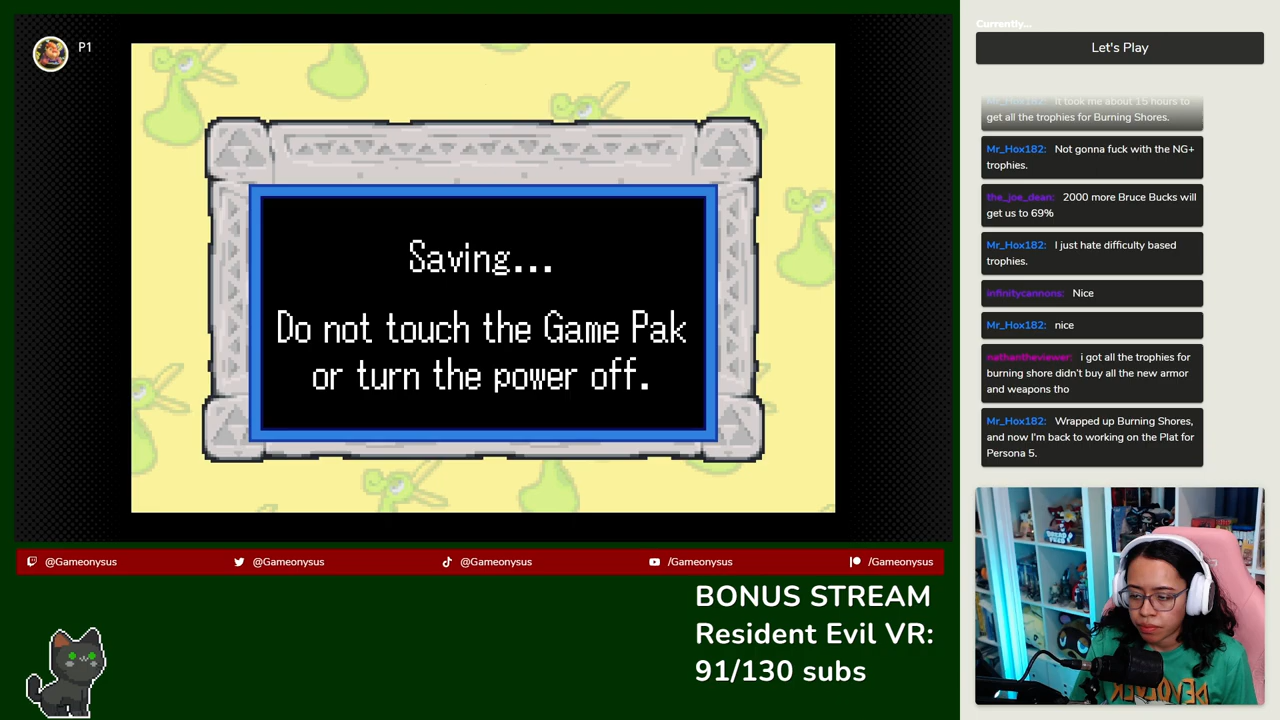 P1
Saving...
Do not touch the Game Pak
or turn the power off.
Currently...
Let's Play
Mr_Hox182: It took me about 15 hours to
get all the trophies for Burning Shores.
Mr_Hox182: Not gonna fuck with the NG+
trophies.
the_joe_dean: 2000 more Bruce Bucks will
get us to 69%
Mr_Hox182: I just hate difficulty based
trophies.
infinitycannons: Nice
Mr_Hox182: nice
nathantheviewer: i got all the trophies for
burning shore didn't buy all the new armor
and weapons tho
Mr_Hox182: Wrapped up Burning Shores,
and now I'm back to working on the Plat for
Persona 5.
@Gameonysus
@Gameonysus
@Gameonysus
/Gameonysus
/Gameonysus
BONUS STREAM
Resident Evil VR:
91/130 subs